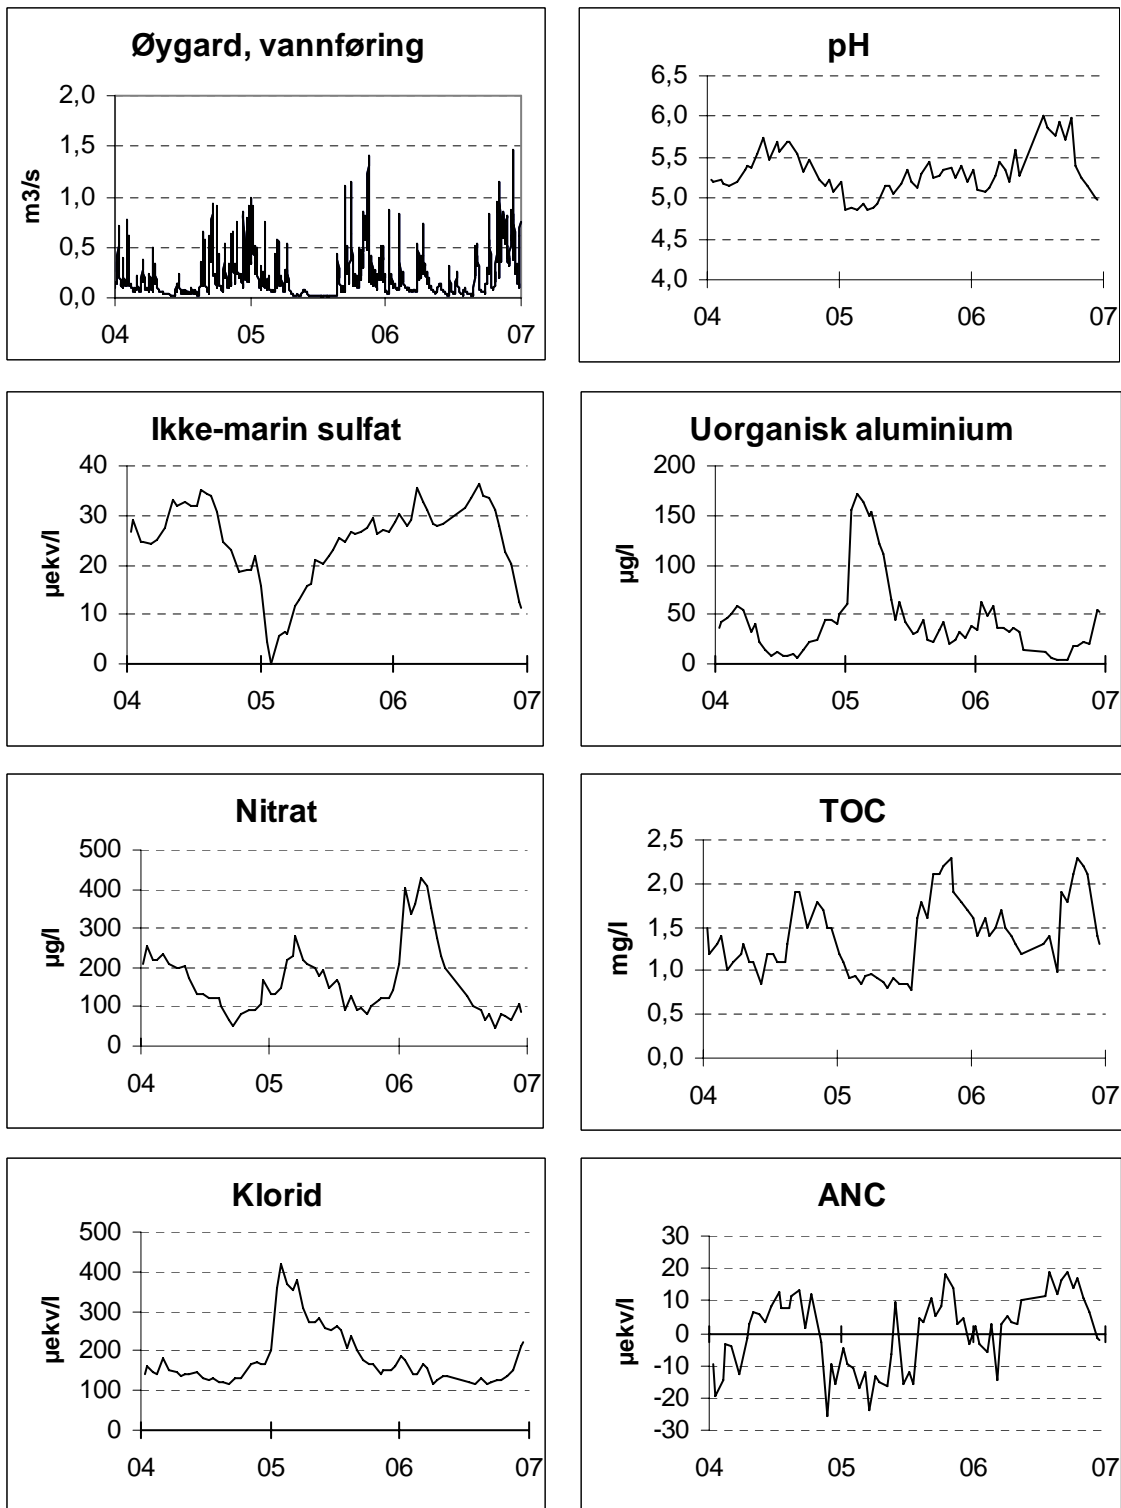 Øygard, vannføring
m3/s
2,0
1,5
1,0
0,5
0,0
04 05 06 07
pH
6,5
6,0
5,5
5,0
4,5
4,0
04 05 06 07
Ikke-marin sulfat
µekv/l
40
30
20
10
0
04 05 06 07
Uorganisk aluminium
µg/l
200
150
100
50
0
04 05 06 07
Nitrat
µg/l
500
400
300
200
100
0
04 05 06 07
TOC
mg/l
2,5
2,0
1,5
1,0
0,5
0,0
04 05 06 07
Klorid
µekv/l
500
400
300
200
100
0
04 05 06 07
ANC
µekv/l
30
20
10
0
-10
-20
-30
04 05 06 07